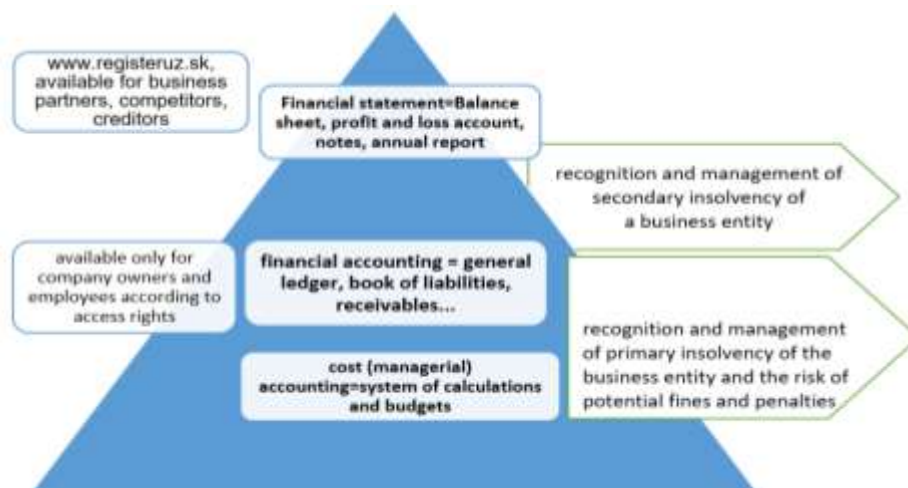 www.registeruz.sk,
available for business
partners, competitors,
creditors
Financial statement=Balance
sheet, profit and loss account,
notes, annual report
recognition and management of
secondary insolvency of
a business entity
available only for
company owners and
employees according to
access rights
financial accounting = general
ledger, book of liabilities,
receivables...
cost (managerial)
accounting=system of calculations
and budgets
recognition and management
of primary insolvency of the
business entity and the risk of
potential fines and penalties